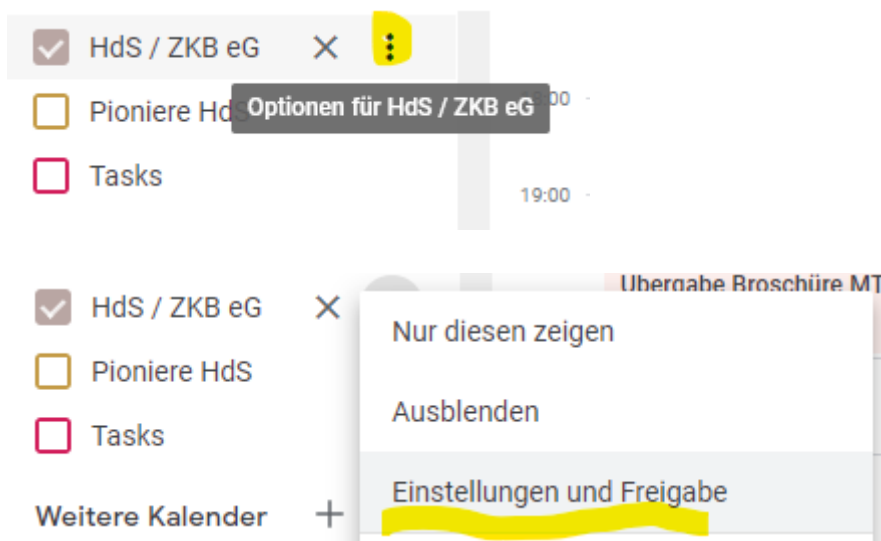 HdS / ZKB eG
Pioniere HdS
Optionen für HdS / ZKB eG
:00
Tasks
19:00
Übergabe Broschüre MT
HdS / ZKB eG
Nur diesen zeigen
Pioniere HdS
Ausblenden
Tasks
Einstellungen und Freigabe
Weitere Kalender +